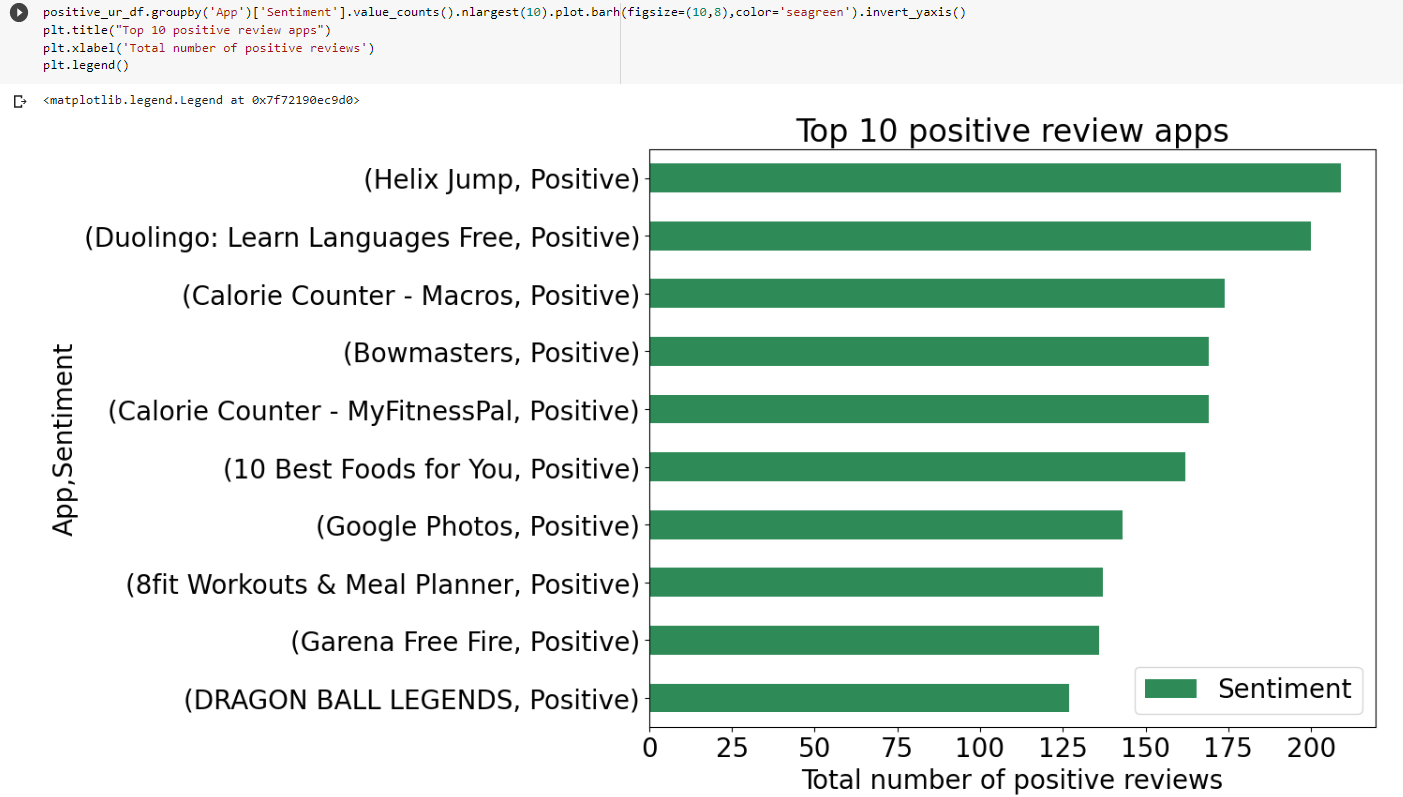 positive_ur_df.groupby('App')['Sentiment'].value_counts().nlargest(10).plot.barh(figsize=(10,8),color='seagreen').invert_yaxis()
plt.title("Top 10 positive review apps")
plt.xlabel('Total number of positive reviews')
plt.legend()
<matplotlib.legend.Legend at 0x7f72190ec9d0>
Top 10 positive review apps
(Helix Jump, Positive)
(Duolingo: Learn Languages Free, Positive)
(Calorie Counter - Macros, Positive)
(Bowmasters, Positive)
(Calorie Counter - MyFitnessPal, Positive)
(10 Best Foods for You, Positive)
(Google Photos, Positive)
(8fit Workouts & Meal Planner, Positive)
(Garena Free Fire, Positive)
(DRAGON BALL LEGENDS, Positive)
App,Sentiment
Sentiment
0 25 50 75 100 125 150 175 200
Total number of positive reviews